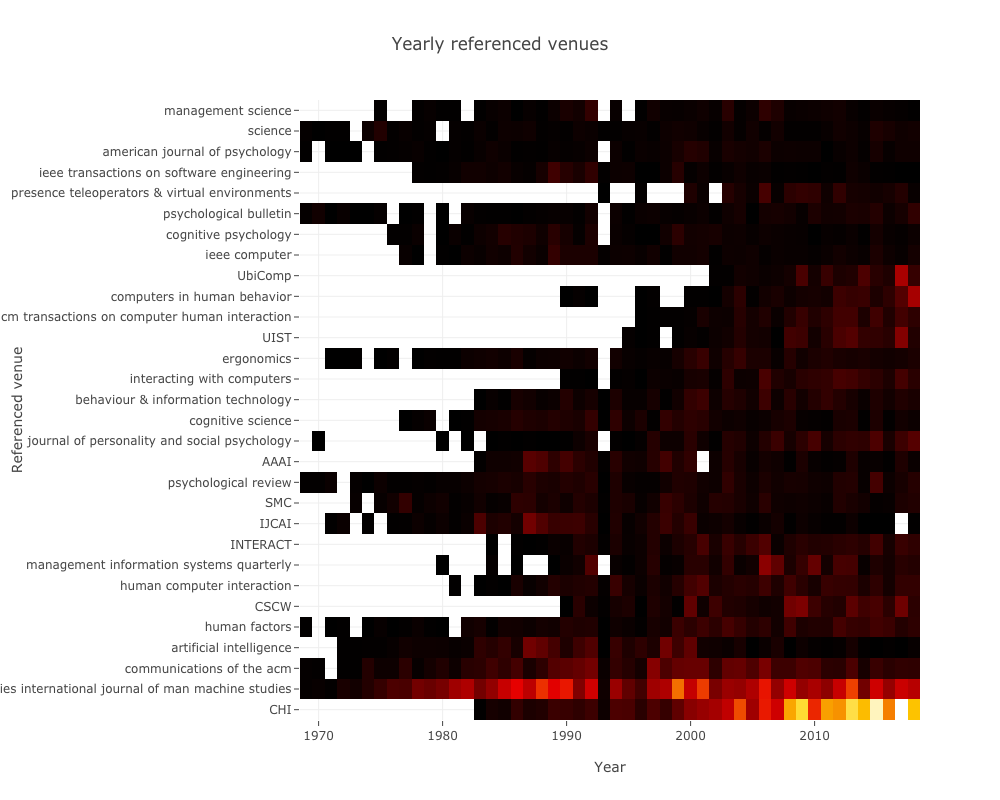 Yearly referenced venues
management science
science
american journal of psychology
ieee transactions on software engineering
presence teleoperators & virtual environments
psychological bulletin
cognitive psychology
ieee computer
UbiComp
computers in human behavior
cm transactions on computer human interaction
UIST
ergonomics
interacting with computers
behaviour & information technology
cognitive science
journal of personality and social psychology
AAAI
psychological review
SMC
IJCAI
INTERACT
management information systems quarterly
human computer interaction
CSCW
human factors
artificial intelligence
communications of the acm
ies international journal of man machine studies
CHI
Referenced venue
1970
1980
1990
2000
2010
Year